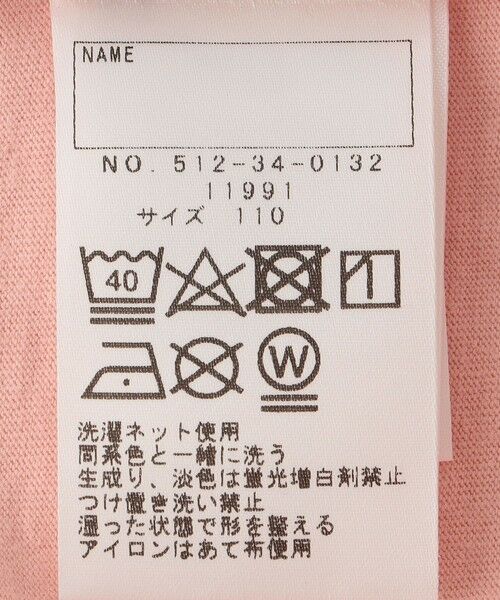 NAME
NO. 512-34-0132
11991
サイズ 110
40
W
洗濯ネット使用
同系色と一緒に洗う
生成り、淡色は蛍光増白剤禁止
つけ置き洗い禁止
湿った状態で形を整える
アイロンはあて布使用